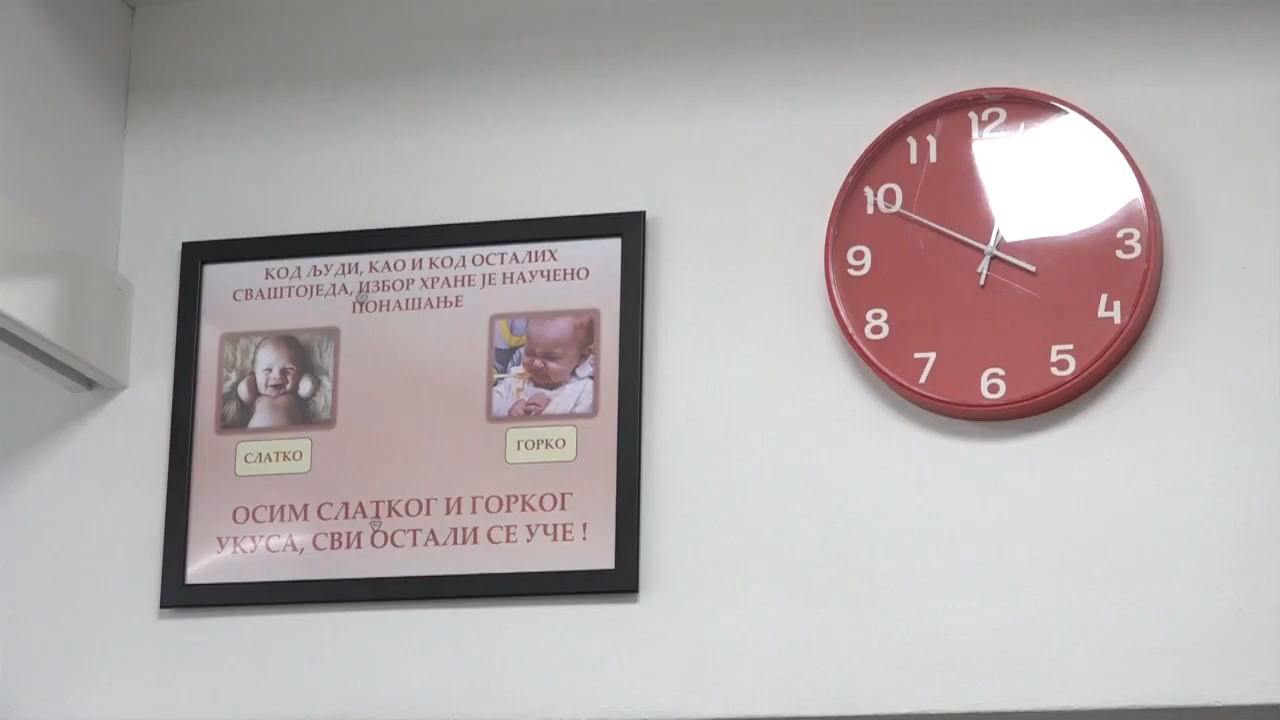 КОД ЉУДИ, КАО И КОД ОСТАЛИХ
СВАШТОЈЕДА, ИЗБОР ХРАНЕ ЈЕ НАУЧЕНО
ПОНАШАЊЕ
СЛАТКО
ГОРКО
ОСИМ СЛАТКОГ И ГОРКОГ
УКУСА, СВИ ОСТАЛИ СЕ УЧЕ !
12
11
10
9
8
7
6
5
4
3